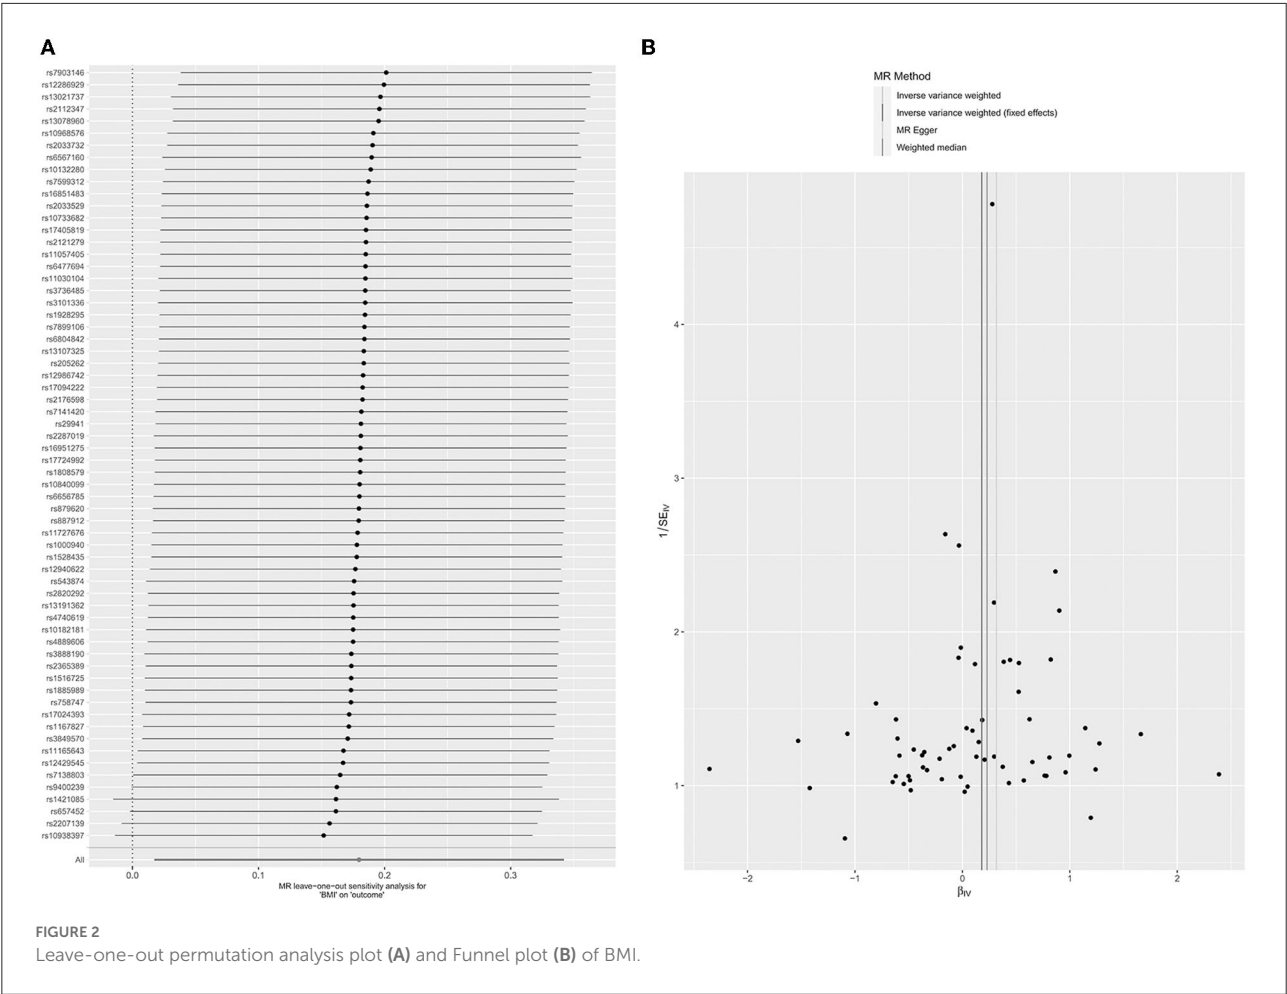 A
rs7903146
rs12286929
rs13021737
rs2112347
rs13078960
rs10968576
rs2033732
rs6567160
rs10132280
rs7599312
rs16851483
rs2033529
rs10733682
rs17405819
rs2121279
rs11057405
rs6477694
rs11030104
rs3736485
rs3101336
rs1928295
rs7899106
rs6804842
rs13107325
rs205262
rs12986742
rs17094222
rs2176598
rs7141420
rs29941
rs2287019
rs16951275
rs17724992
rs1808579
rs10840099
rs6656785
rs879620
rs887912
rs11727676
rs1000940
rs1528435
rs12940622
rs543874
rs2820292
rs13191362
rs4740619
rs10182181
rs4889606
rs3888190
rs2365389
rs1516725
rs1885989
rs758747
rs17024393
rs1167827
rs3849570
rs11165643
rs12429545
rs7138803
rs9400239
rs1421085
rs657452
rs2207139
rs10938397
All
0.0 0.1 0.2 0.3
MR leave−one−out sensitivity analysis for
'BMI' on 'outcome'
B
MR Method
Inverse variance weighted
Inverse variance weighted (fixed effects)
MR Egger
Weighted median
4
3
2
1
1/SE_IV
−2 −1 0 1 2
β_IV
FIGURE 2
Leave-one-out permutation analysis plot (A) and Funnel plot (B) of BMI.